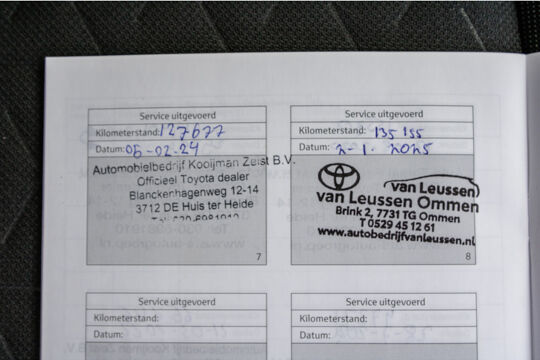 Service uitgevoerd
Kilometerstand: 127677
Datum: 06-02-24
Automobielbedrijf Kooijman Zeist B.V.
Officieel Toyota dealer
Blanckenhagenweg 12-14
3712 DE Huis ter Heide
7
Service uitgevoerd
Kilometerstand: 135 155
Datum: 2-1. 2025
van Leussen
van Leussen Ommen
Brink 2, 7731 TG Ommen
T 0529 45 12 61
www.autobedrijfvanleussen.nl
8
Service uitgevoerd
Kilometerstand:
Datum:
Service uitgevoerd
Kilometerstand:
Datum: